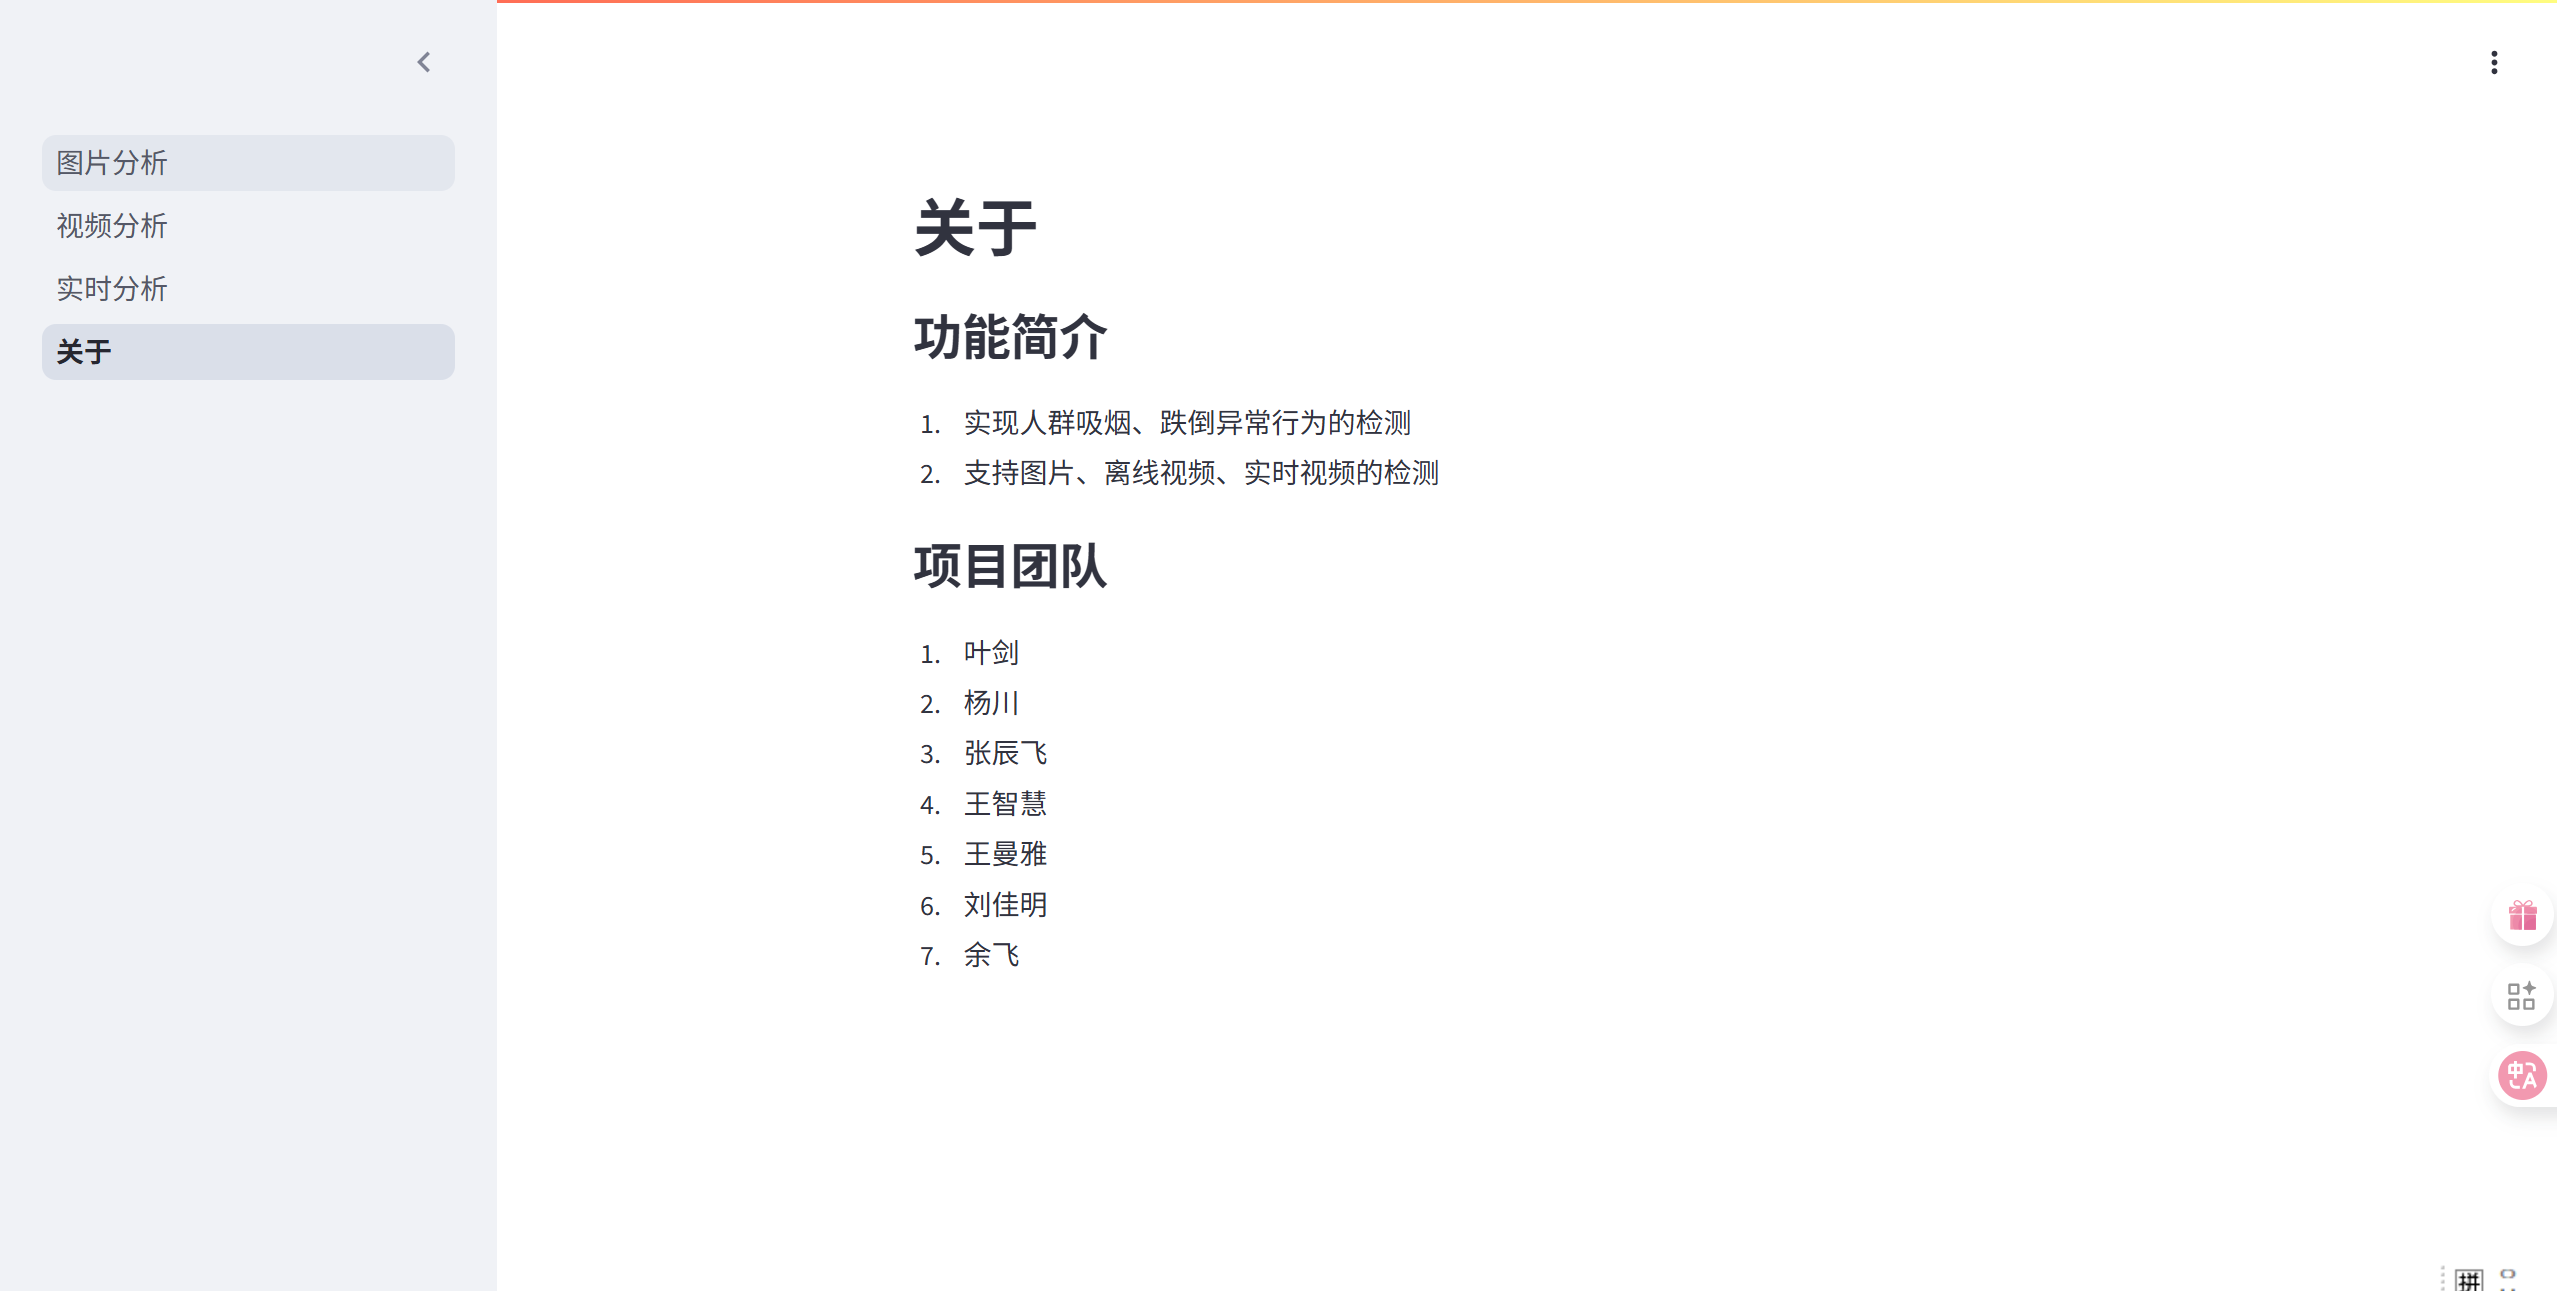 图片分析
视频分析
实时分析
关于
关于
功能简介
1. 实现人群吸烟、跌倒异常行为的检测
2. 支持图片、离线视频、实时视频的检测
项目团队
1. 叶剑
2. 杨川
3. 张辰飞
4. 王智慧
5. 王曼雅
6. 刘佳明
7. 余飞
中A
拼